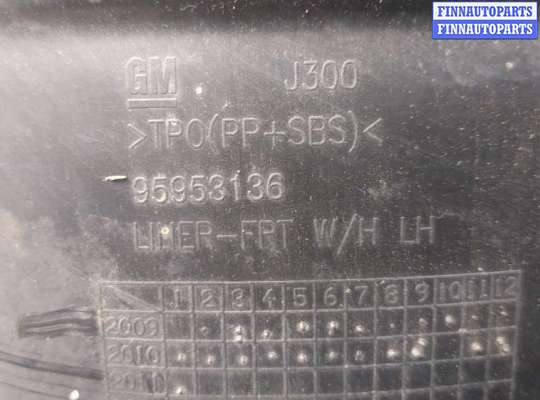 FINNAUTOPARTS
FINNAUTOPARTS
GM J300
>TPO(PP+SBS)<
95953136
LINER-FRT W/H LH
1 2 3 4 5 6 7 8 9 10 11 12
2009
2010